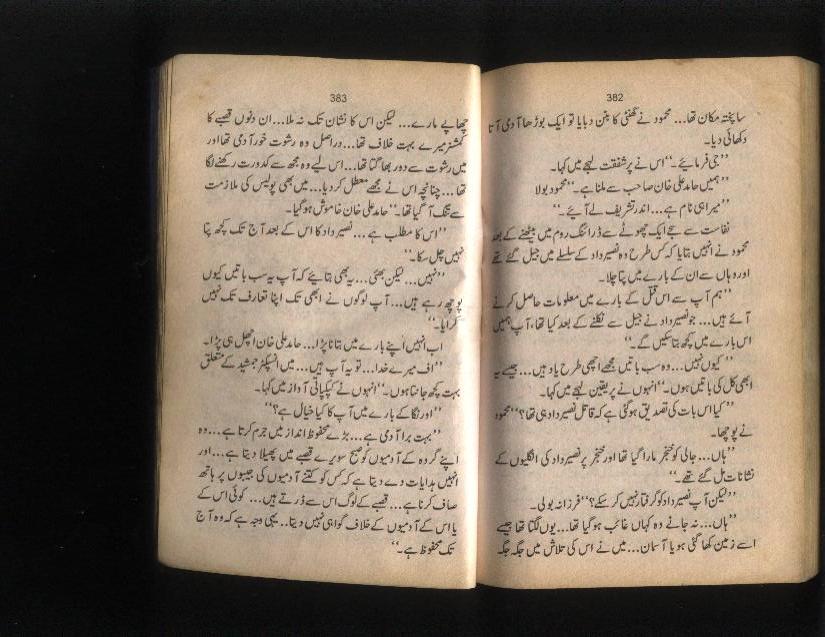 382
سا پختہ مکان تھا... محمود نے گھنٹی کا بٹن دبایا تو ایک بوڑھا آدمی آتا
دکھائی دیا۔
”جی فرمایئے۔“ اس نے پرشفقت لہجے میں کہا۔
”ہمیں حامد علی خان صاحب سے ملنا ہے۔“ محمود بولا
”میرا ہی نام ہے... اندر تشریف لے آیئے۔“
نفاست سے سجے ایک چھوٹے سے ڈرائنگ روم میں بیٹھنے کے بعد
محمود نے انہیں بتایا کہ کس طرح وہ نصیر داد کے سلسلے میں جیل گئے تھے
اور وہاں سے ان کے بارے میں پتا چلا۔
”ہم آپ سے اس قتل کے بارے میں معلومات حاصل کرنے
آئے ہیں... جو نصیر داد نے جیل سے نکلنے کے بعد کیا تھا، آپ ہمیں
اس بارے میں کچھ بتا سکیں گے۔“
”کیوں نہیں... وہ سب باتیں مجھے اچھی طرح یاد ہیں... جیسے یہ
ابھی کل کی باتیں ہوں۔“ انہوں نے پریقین لہجے میں کہا۔
”کیا اس بات کی تصدیق ہو گئی ہے کہ قاتل نصیر داد ہی تھا؟“ محمود
نے پوچھا۔
”ہاں... جالی کو خنجر مارا گیا تھا اور خنجر پر نصیر داد کی انگلیوں کے
نشانات مل گئے تھے۔“
”لیکن آپ نصیر داد کو گرفتار نہیں کر سکے؟“ فرزانہ بولی۔
”ہاں... نہ جانے وہ کہاں غائب ہو گیا تھا... یوں لگتا تھا جیسے
اسے زمین کھا گئی ہو یا آسمان... میں نے اس کی تلاش میں جگہ جگہ
383
چھاپے مارے... لیکن اس کا نشان تک نہ ملا... ان دنوں قصبے کا
کمشنر میرے بہت خلاف تھا... دراصل وہ رشوت خور آدمی تھا اور
میں رشوت سے دور بھاگتا تھا... اس لیے وہ مجھ سے کدورت رکھنے لگا
تھا... چنانچہ اس نے مجھے معطل کر دیا... میں بھی پولیس کی ملازمت
سے تنگ آ گیا تھا۔“ حامد علی خان خاموش ہو گیا۔
”اس کا مطلب ہے... نصیر داد کا اس کے بعد آج تک کچھ پتا
نہیں چل سکا۔“
”نہیں... لیکن بھئی... یہ بھی بتایئے کہ آپ یہ سب باتیں کیوں
پوچھ رہے ہیں... آپ لوگوں نے ابھی تک اپنا تعارف تک نہیں
کرایا۔“
اب انہیں اپنے بارے میں بتانا پڑا... حامد علی خان اچھل ہی پڑا۔
”اف میرے خدا... تو یہ آپ ہیں... میں انسپکٹر جمشید کے متعلق
بہت کچھ جانتا ہوں۔“ انہوں نے کپکپاتی آواز میں کہا۔
”اور نگا کے بارے میں آپ کا کیا خیال ہے؟“
”بہت برا آدمی ہے... بڑے محفوظ انداز میں جرم کرتا ہے... وہ
اپنے گروہ کے آدمیوں کو صبح سویرے قصبے میں پھیلا دیتا ہے... اور
انہیں ہدایات دے دیتا ہے کہ کس کو کتنے آدمیوں کی جیبوں پر ہاتھ
صاف کرنا ہے... قصبے کے لوگ اس سے ڈرتے ہیں... کوئی اس کے
یا اس کے آدمیوں کے خلاف گواہی نہیں دیتا... یہی وجہ ہے کہ وہ آج
تک محفوظ ہے۔“